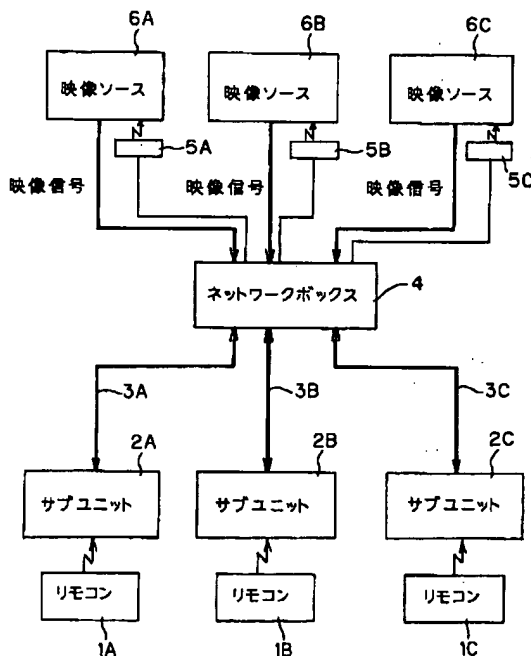 6A 6B 6C
映像ソース 映像ソース 映像ソース
5A 5B 5C
映像信号 映像信号 映像信号
ネットワークボックス 4
3A 3B 3C
2A 2B 2C
サブユニット サブユニット サブユニット
リモコン リモコン リモコン
1A 1B 1C